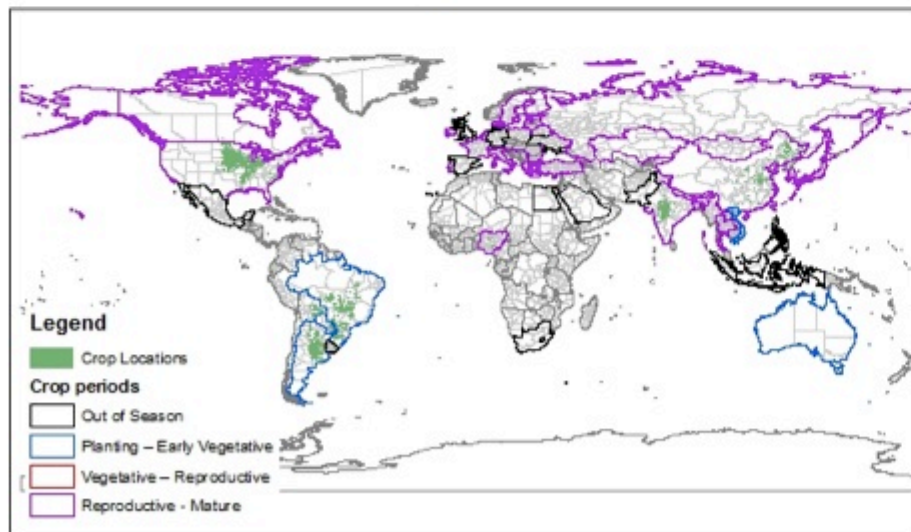 Legend
Crop Locations
Crop periods
Out of Season
Planting – Early Vegetative
Vegetative – Reproductive
Reproductive - Mature